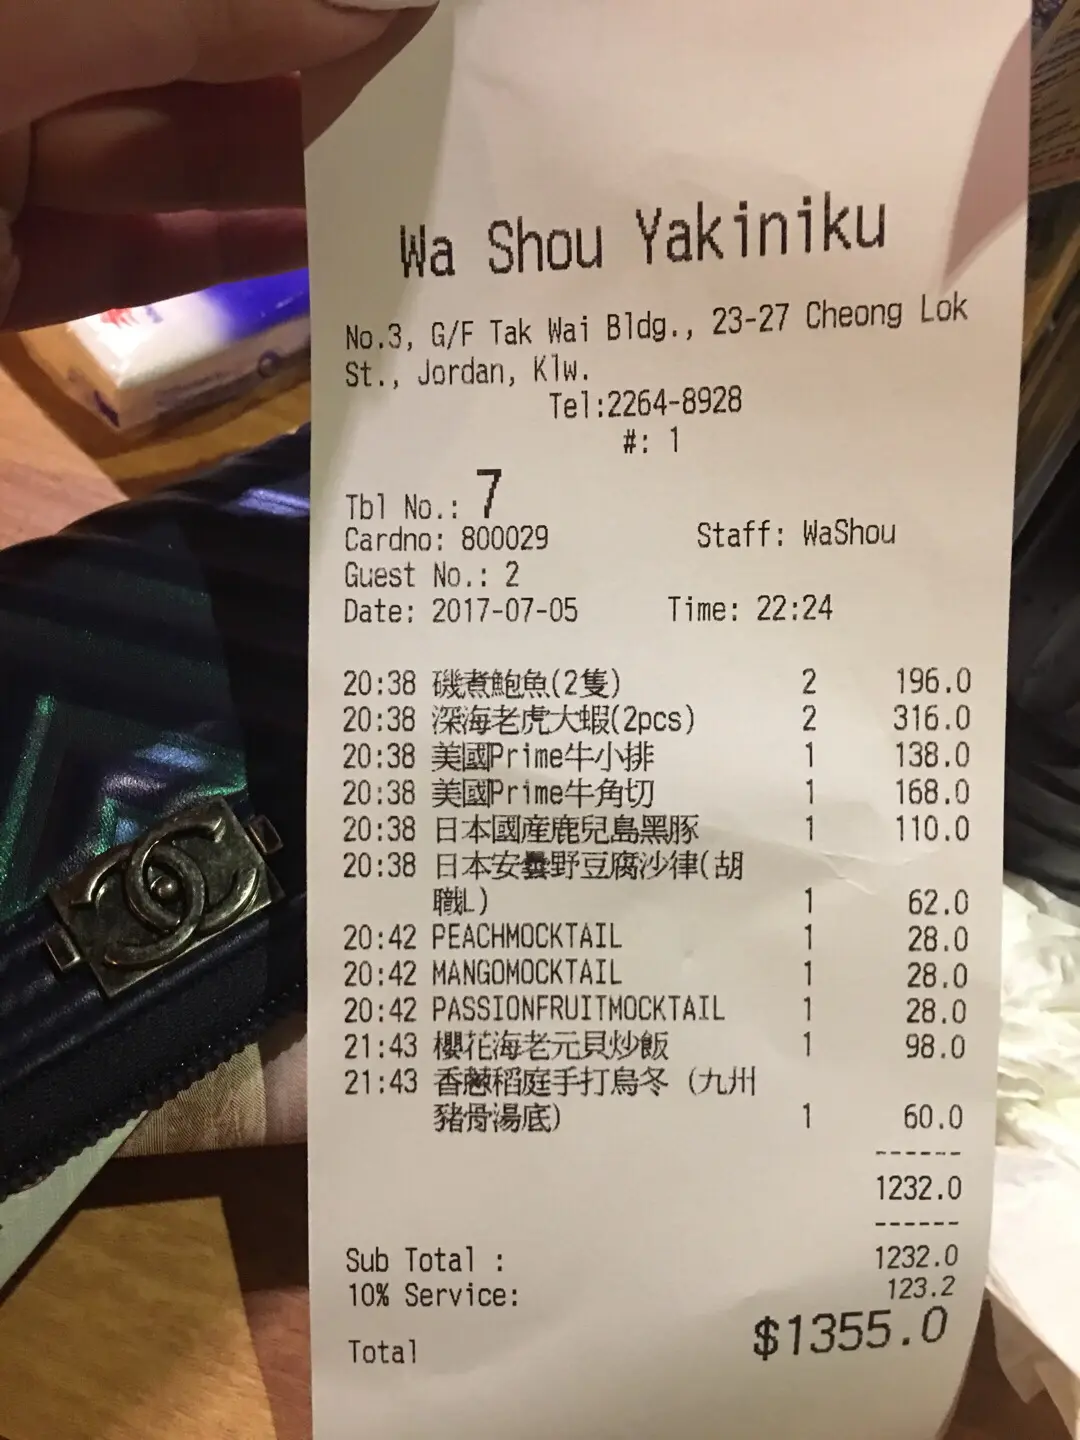 Wa Shou Yakiniku
No.3, G/F Tak Wai Bldg., 23-27 Cheong Lok
St., Jordan, Klw.
Tel:2264-8928
#: 1
Tbl No.: 7
Cardno: 800029 Staff: WaShou
Guest No.: 2
Date: 2017-07-05 Time: 22:24
20:38 磯煮鮑魚(2隻) 2 196.0
20:38 深海老虎大蝦(2pcs) 2 316.0
20:38 美國Prime牛小排 1 138.0
20:38 美國Prime牛角切 1 168.0
20:38 日本國産鹿兒島黑豚 1 110.0
20:38 日本安曇野豆腐沙律(胡
職L) 1 62.0
20:42 PEACHMOCKTAIL 1 28.0
20:42 MANGOMOCKTAIL 1 28.0
20:42 PASSIONFRUITMOCKTAIL 1 28.0
21:43 櫻花海老元貝炒飯 1 98.0
21:43 香蔥稻庭手打烏冬 (九州
豬骨湯底) 1 60.0
------
1232.0
------
Sub Total : 1232.0
10% Service: 123.2
Total $1355.0